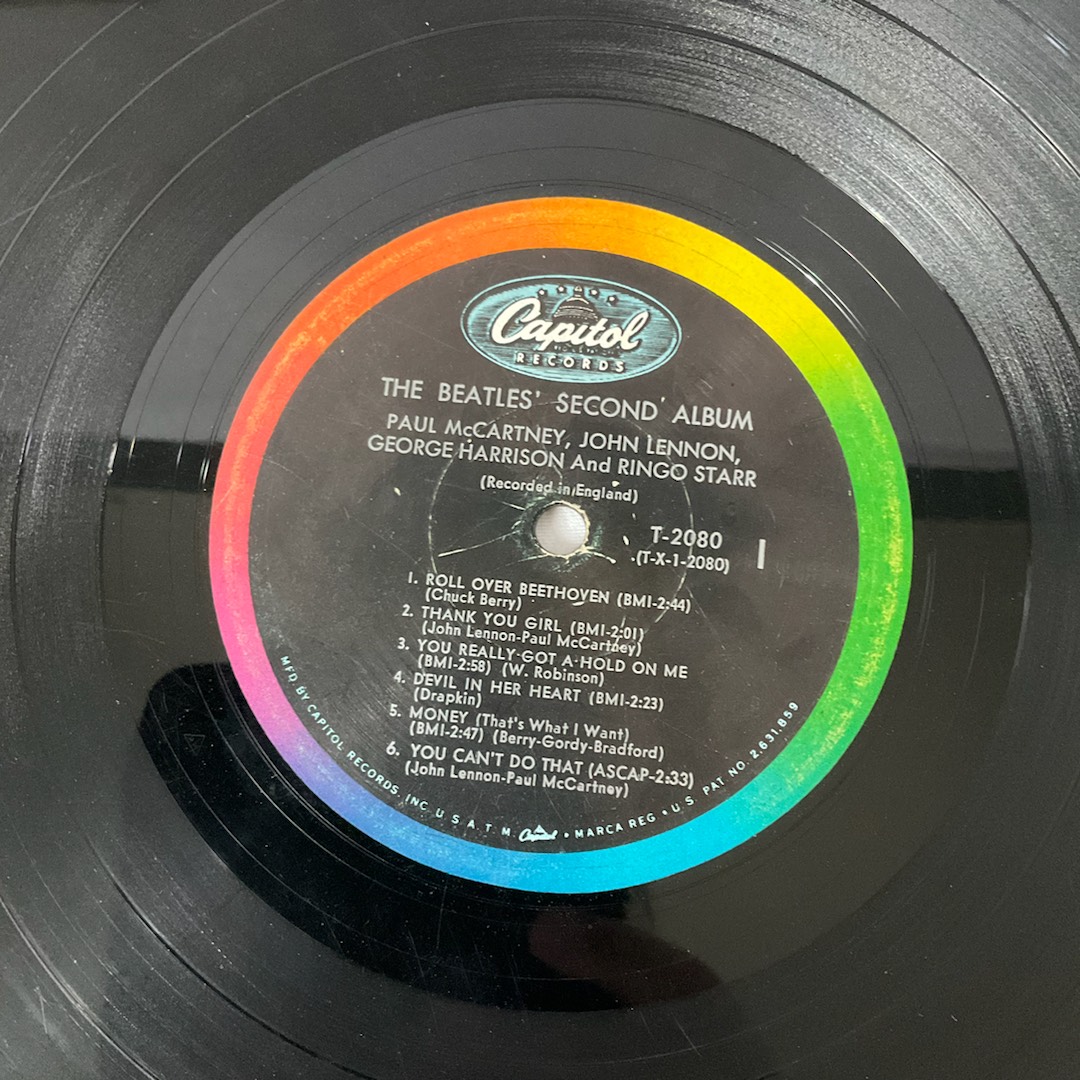 Capitol
RECORDS
THE BEATLES' SECOND ALBUM
PAUL McCARTNEY, JOHN LENNON,
GEORGE HARRISON And RINGO STARR
(Recorded in England)
T-2080
(T-X-1-2080)
1
1. ROLL OVER BEETHOVEN (BMI-2:44)
(Chuck Berry)
2. THANK YOU GIRL (BMI-2:01)
(John Lennon-Paul McCartney)
3. YOU REALLY GOT A HOLD ON ME
(BMI-2:58) (W. Robinson)
4. DEVIL IN HER HEART (BMI-2:23)
(Drapkin)
5. MONEY (That's What I Want)
(BMI-2:47) (Berry-Gordy-Bradford)
6. YOU CAN'T DO THAT (ASCAP-2:33)
(John Lennon-Paul McCartney)
MFD BY CAPITOL RECORDS, INC. U.S.A. T.M. Capitol • MARCA REG • U.S. PAT NO. 2,631,859